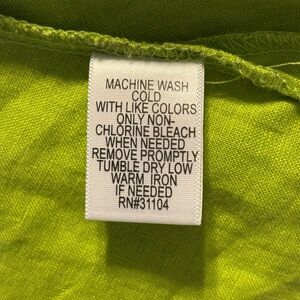 MACHINE WASH
COLD
WITH LIKE COLORS
ONLY NON-
CHLORINE BLEACH
WHEN NEEDED
REMOVE PROMPTLY
TUMBLE DRY LOW
WARM IRON
IF NEEDED
RN#31104